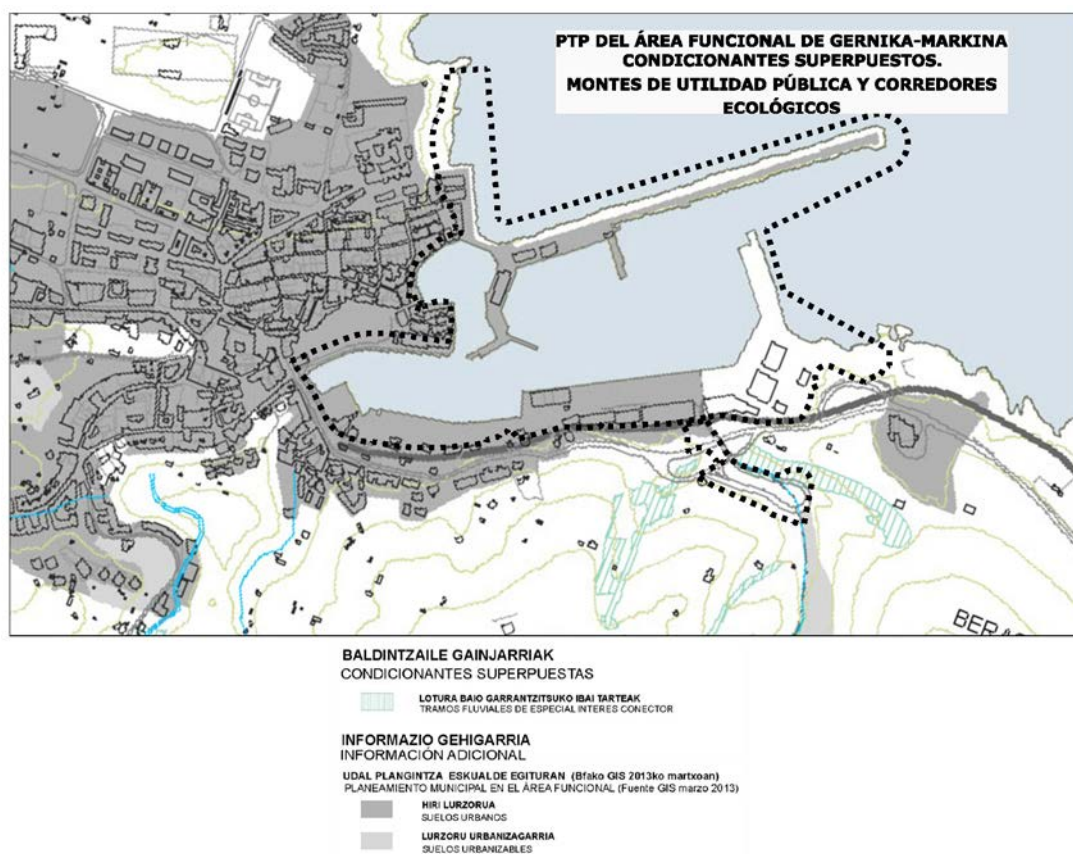 PTP DEL ÁREA FUNCIONAL DE GERNIKA-MARKINA
CONDICIONANTES SUPERPUESTOS.
MONTES DE UTILIDAD PÚBLICA Y CORREDORES
ECOLÓGICOS
BALDINTZAILE GAINJARRIAK
CONDICIONANTES SUPERPUESTAS
LOTURA BAIO GARRANTZITSUKO IBAI TARTEAK
TRAMOS FLUVIALES DE ESPECIAL INTERES CONECTOR
INFORMAZIO GEHIGARRIA
INFORMACIÓN ADICIONAL
UDAL PLANGINTZA ESKUALDE EGITURAN (Bfako GIS 2013ko martxoan)
PLANEAMIENTO MUNICIPAL EN EL ÁREA FUNCIONAL (Fuente GIS marzo 2013)
HIRI LURZORUA
SUELOS URBANOS
LURZORU URBANIZAGARRIA
SUELOS URBANIZABLES